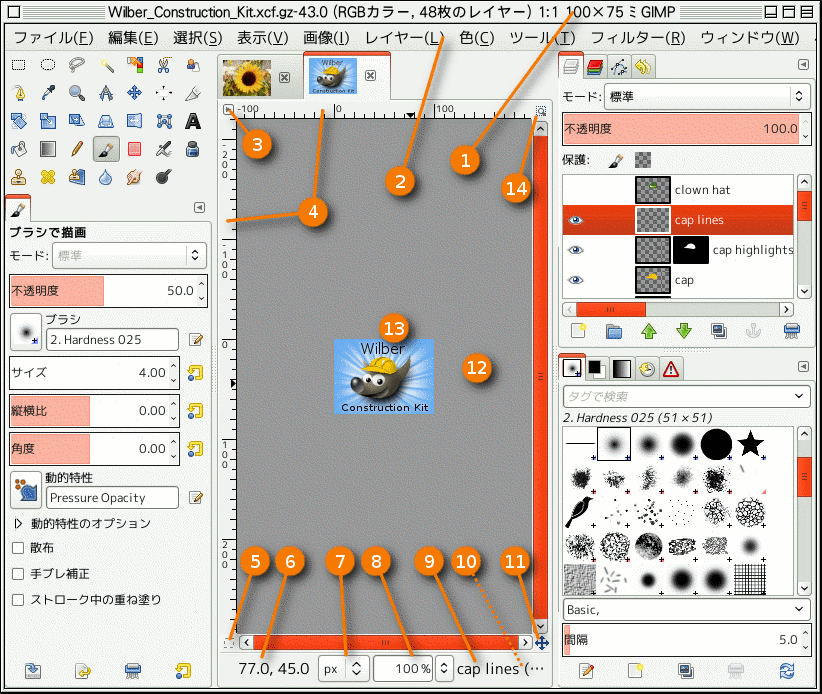 Wilber_Construction_Kit.xcf.gz-43.0 (RGBカラー, 48枚のレイヤー) 1:1 100×75 ミ GIMP
ファイル(F) 編集(E) 選択(S) 表示(V) 画像(I) レイヤー(L) 色(C) ツール(T) フィルター(R) ウィンドウ(W)
ブラシで描画
モード: 標準
不透明度 50.0
ブラシ
2. Hardness 025
サイズ 4.00
縦横比 0.00
角度 0.00
動的特性
Pressure Opacity
動的特性のオプション
散布
手ブレ補正
ストローク中の重ね塗り
Wilber
Construction Kit
-100 0 100
200
100
0
100
200
3
4
2
1
14
13
12
Wilber
Construction Kit
5 6 7 8 9 10 11
77.0, 45.0 px 100 % cap lines (…
モード: 標準
不透明度 100.0
保護:
clown hat
cap lines
cap highlights
cap
タグで検索
2. Hardness 025 (51 × 51)
Basic,
間隔 5.0